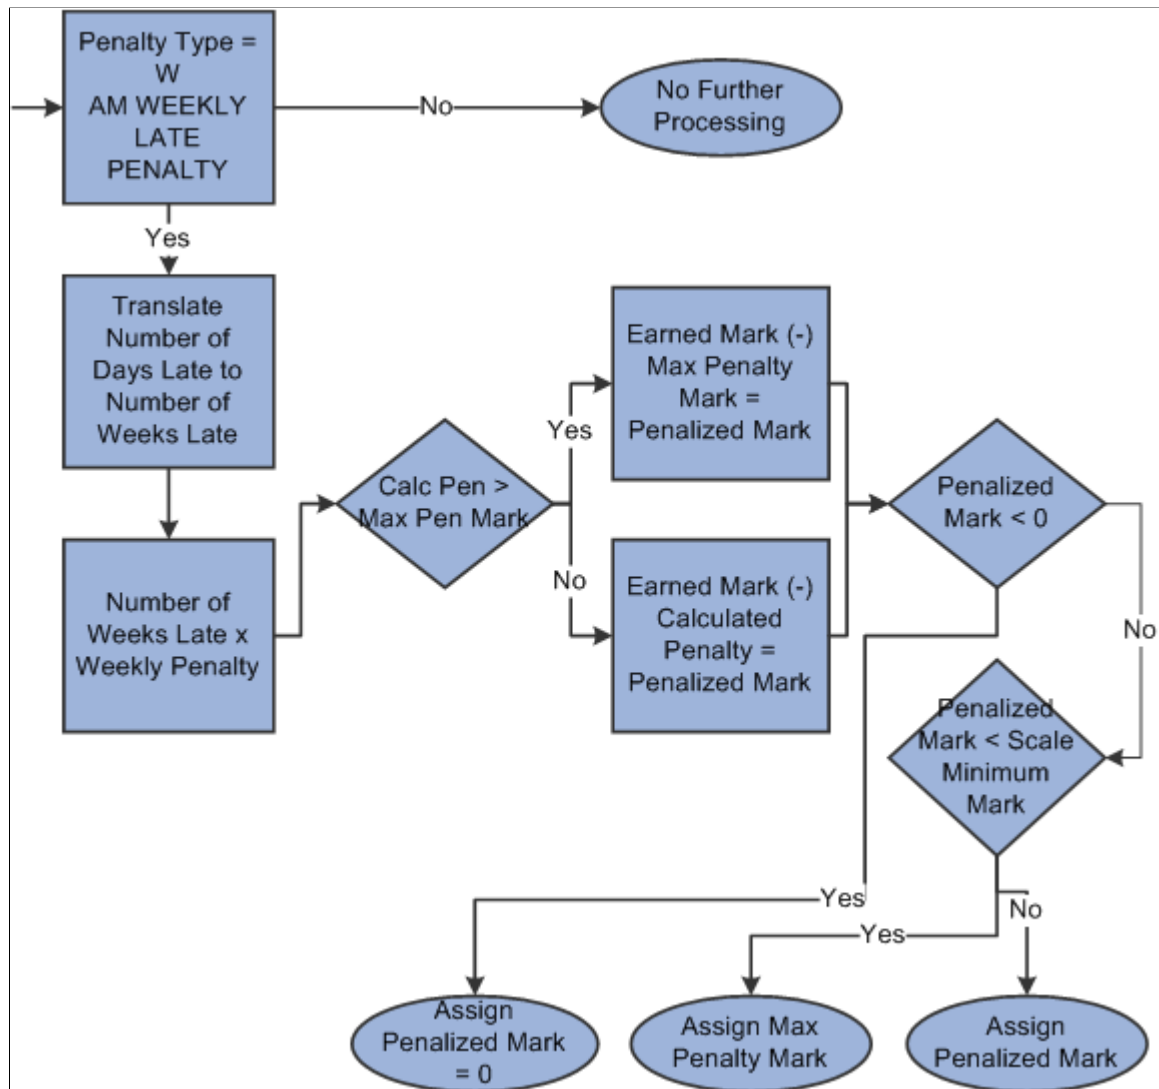 Penalty Type =
W
AM WEEKLY
LATE
PENALTY
No
No Further
Processing
Yes
Translate
Number of
Days Late to
Number of
Weeks Late
Number of
Weeks Late x
Weekly Penalty
Calc Pen >
Max Pen Mark
Yes
No
Earned Mark (-)
Max Penalty
Mark =
Penalized Mark
Earned Mark (-)
Calculated
Penalty =
Penalized Mark
Penalized
Mark < 0
No
Penalized
Mark < Scale
Minimum
Mark
Yes
Yes
No
Assign
Penalized Mark
= 0
Assign Max
Penalty Mark
Assign
Penalized Mark